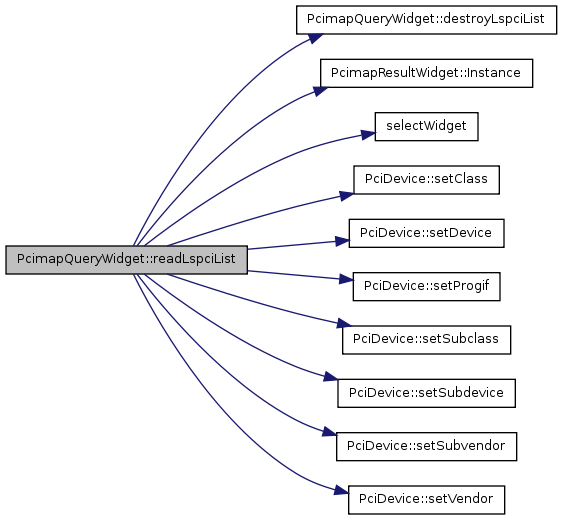 PcimapQueryWidget::destroyLspciList
PcimapResultWidget::Instance
selectWidget
PciDevice::setClass
PciDevice::setDevice
PcimapQueryWidget::readLspciList
PciDevice::setProgif
PciDevice::setSubclass
PciDevice::setSubdevice
PciDevice::setSubvendor
PciDevice::setVendor